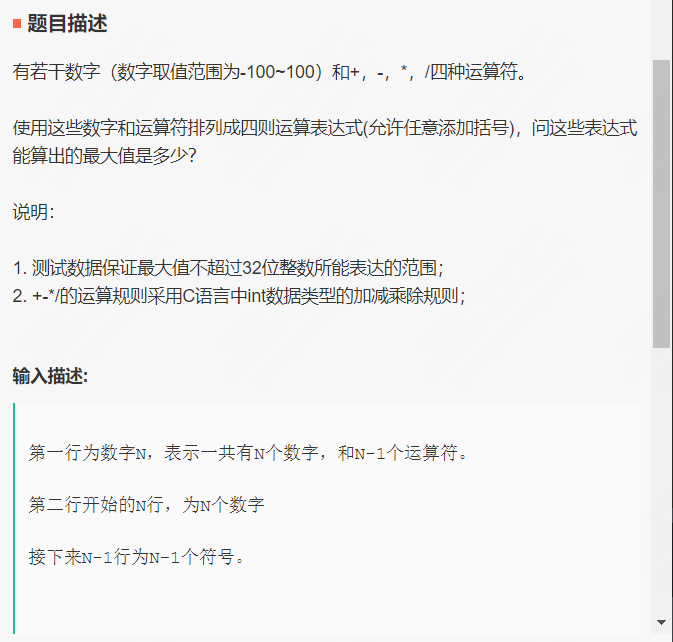 题目描述
有若干数字（数字取值范围为-100~100）和+，-，*，/四种运算符。
使用这些数字和运算符排列成四则运算表达式(允许任意添加括号)，问这些表达式
能算出的最大值是多少？
说明：
1. 测试数据保证最大值不超过32位整数所能表达的范围；
2. +-*/的运算规则采用C语言中int数据类型的加减乘除规则；
输入描述:
第一行为数字N，表示一共有N个数字，和N-1个运算符。
第二行开始的N行，为N个数字
接下来N-1行为N-1个符号。